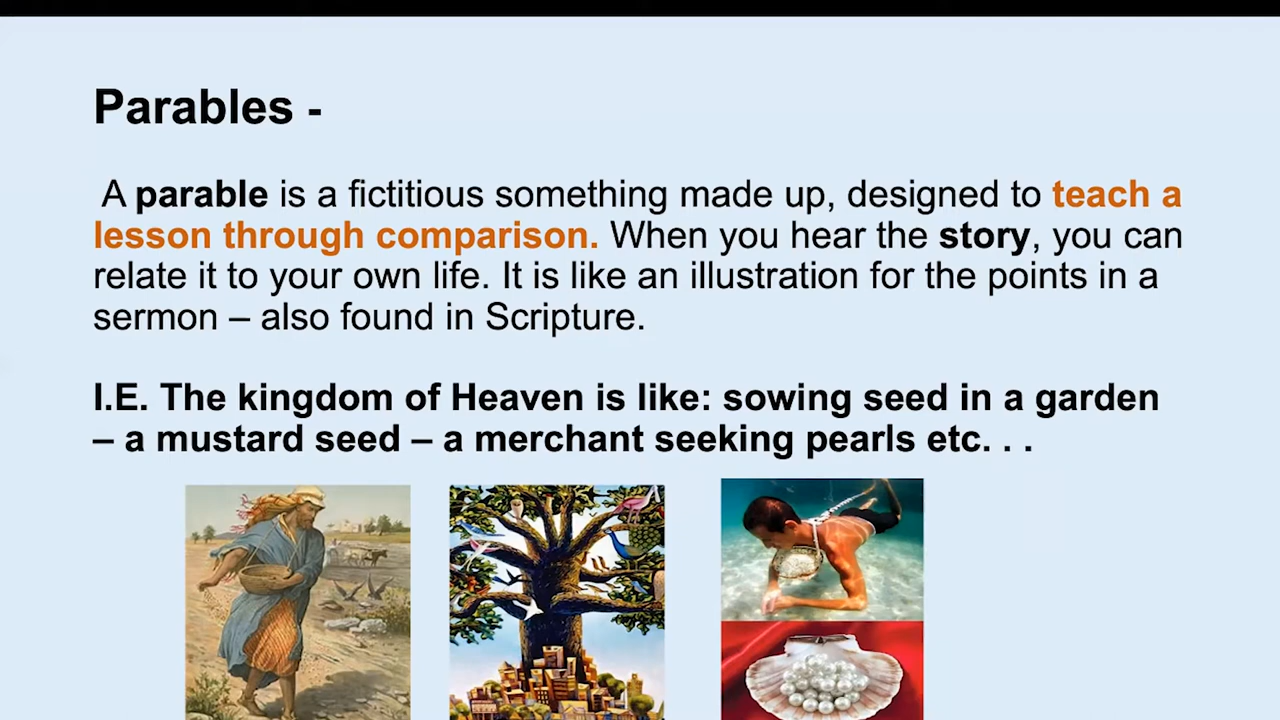 Parables -
A parable is a fictitious something made up, designed to teach a
lesson through comparison. When you hear the story, you can
relate it to your own life. It is like an illustration for the points in a
sermon – also found in Scripture.
I.E. The kingdom of Heaven is like: sowing seed in a garden
– a mustard seed – a merchant seeking pearls etc. . .